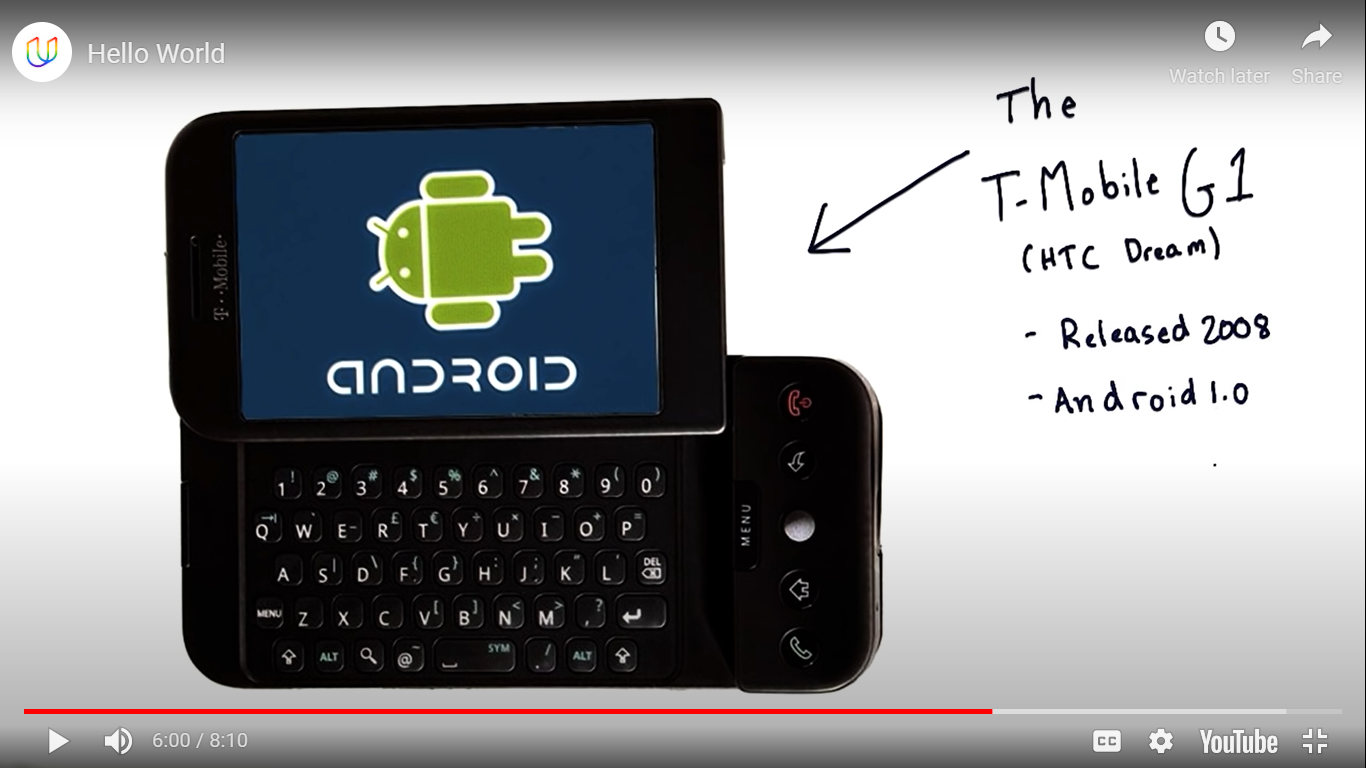 Hello World
Watch later
Share
The
T-Mobile G1
(HTC Dream)
- Released 2008
- Android 1.0
T··Mobile·
ANDROID
1 ! 2 @ 3 # 4 $ 5 % 6 ^ 7 & 8 * 9 ( 0 )
Q W ` E _ R £ T € Y ÷ U × I - O + P =
A S | D \ F { G } H : J ; K " L ' DEL
MENU Z X C V [ B ] N < M > , ?
ALT @ ~ SYM . / ALT
MENU
6:00 / 8:10
CC
YouTube